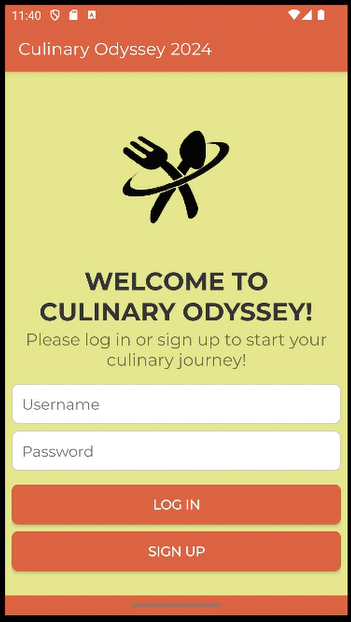 11:40
Culinary Odyssey 2024
WELCOME TO
CULINARY ODYSSEY!
Please log in or sign up to start your
culinary journey!
Username
Password
LOG IN
SIGN UP